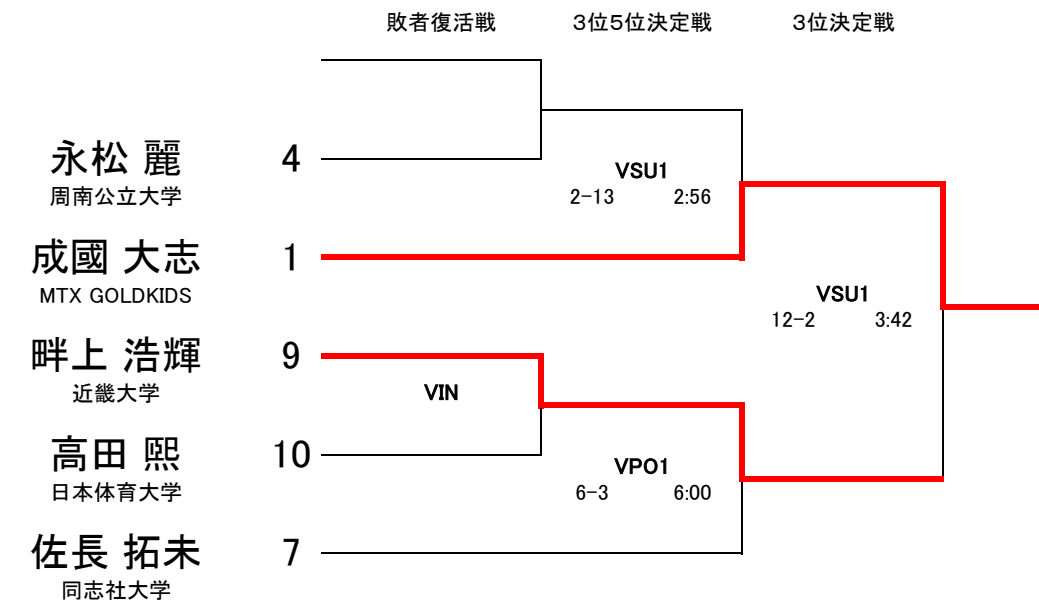 敗者復活戦 3位5位決定戦 3位決定戦
永松 麗 4
周南公立大学
VSU1
2-13 2:56
成國 大志 1
MTX GOLDKIDS
VSU1
12-2 3:42
畔上 浩輝 9
近畿大学
VIN
高田 熙 10
日本体育大学
VPO1
6-3 6:00
佐長 拓未 7
同志社大学